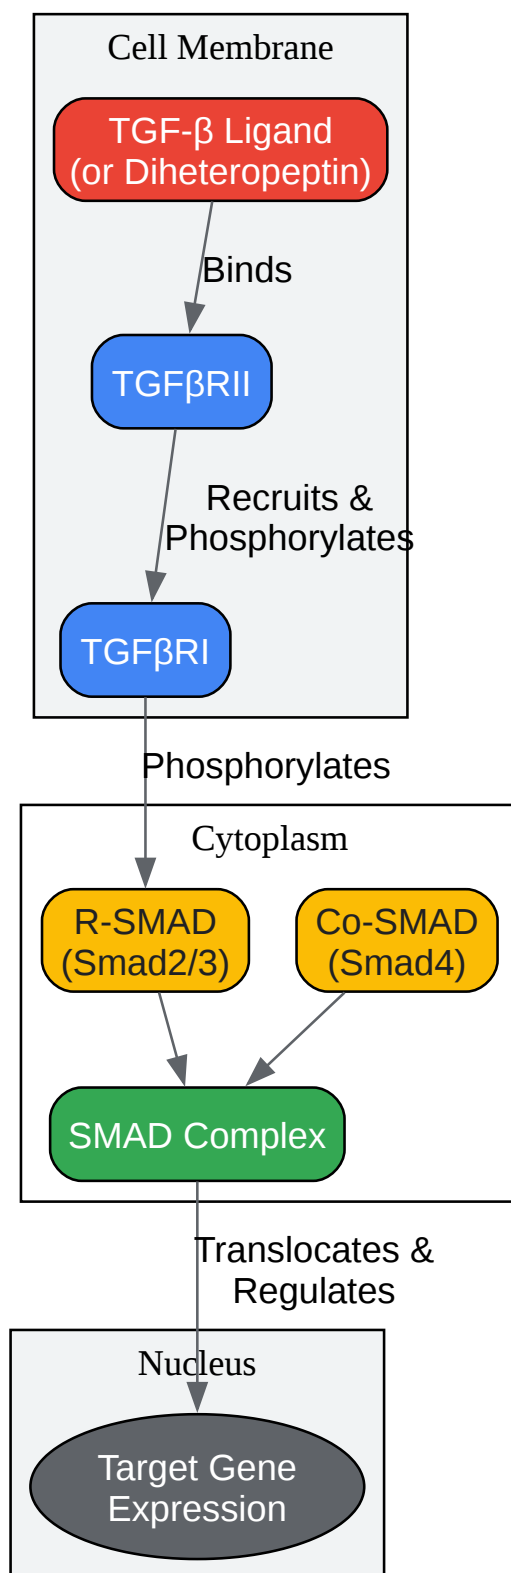 Cell Membrane
TGF-β Ligand
(or Diheteropeptin)
Binds
TGFβRII
Recruits &
Phosphorylates
TGFβRI
Phosphorylates
Cytoplasm
R-SMAD
(Smad2/3)
Co-SMAD
(Smad4)
SMAD Complex
Translocates &
Regulates
Nucleus
Target Gene
Expression